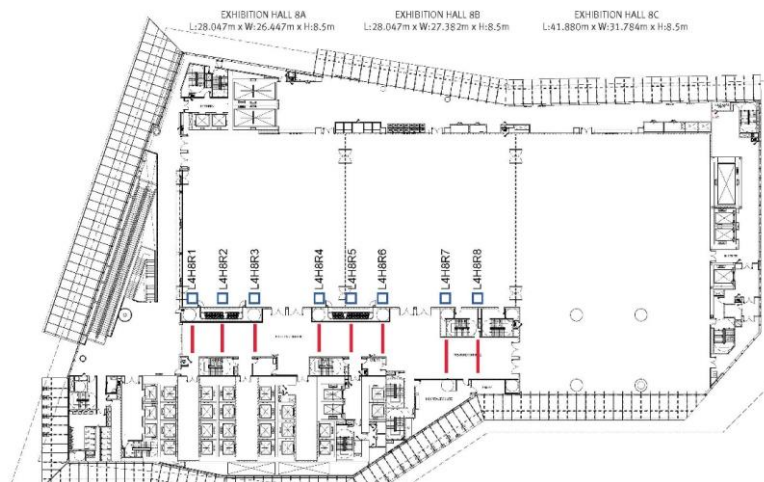 EXHIBITION HALL 8A
L:28.047m x W:26.447m x H:8.5m
EXHIBITION HALL 8B
L:28.047m x W:27.382m x H:8.5m
EXHIBITION HALL 8C
L:41.880m x W:31.784m x H:8.5m
L4H8R1
L4H8R2
L4H8R3
L4H8R4
L4H8R5
L4H8R6
L4H8R7
L4H8R8